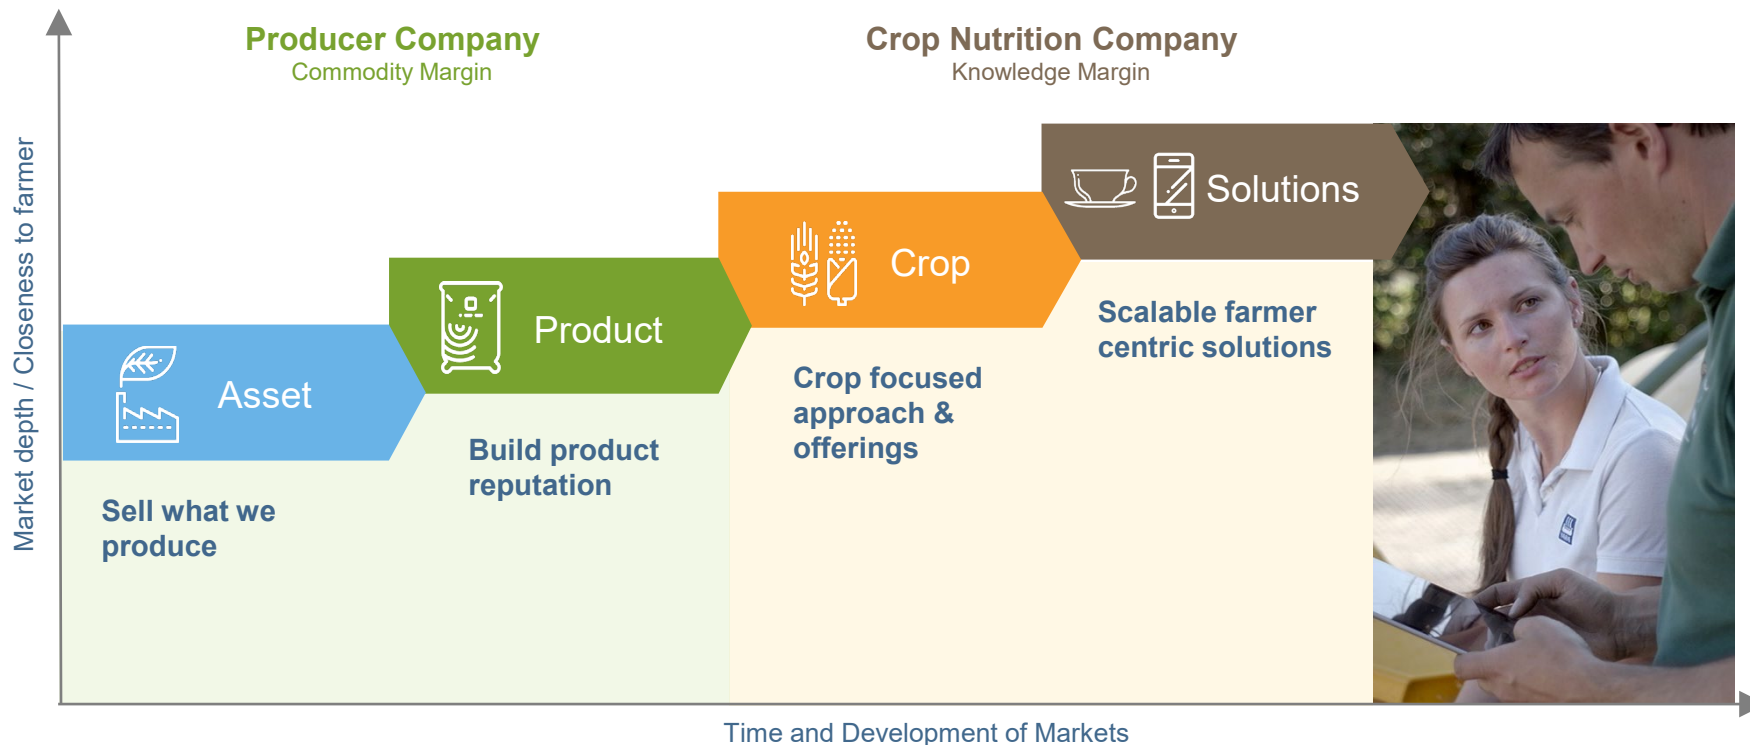 Producer Company
Commodity Margin
Crop Nutrition Company
Knowledge Margin
Market depth / Closeness to farmer
Asset
Sell what we
produce
Product
Build product
reputation
Crop
Crop focused
approach &
offerings
Solutions
Scalable farmer
centric solutions
Time and Development of Markets